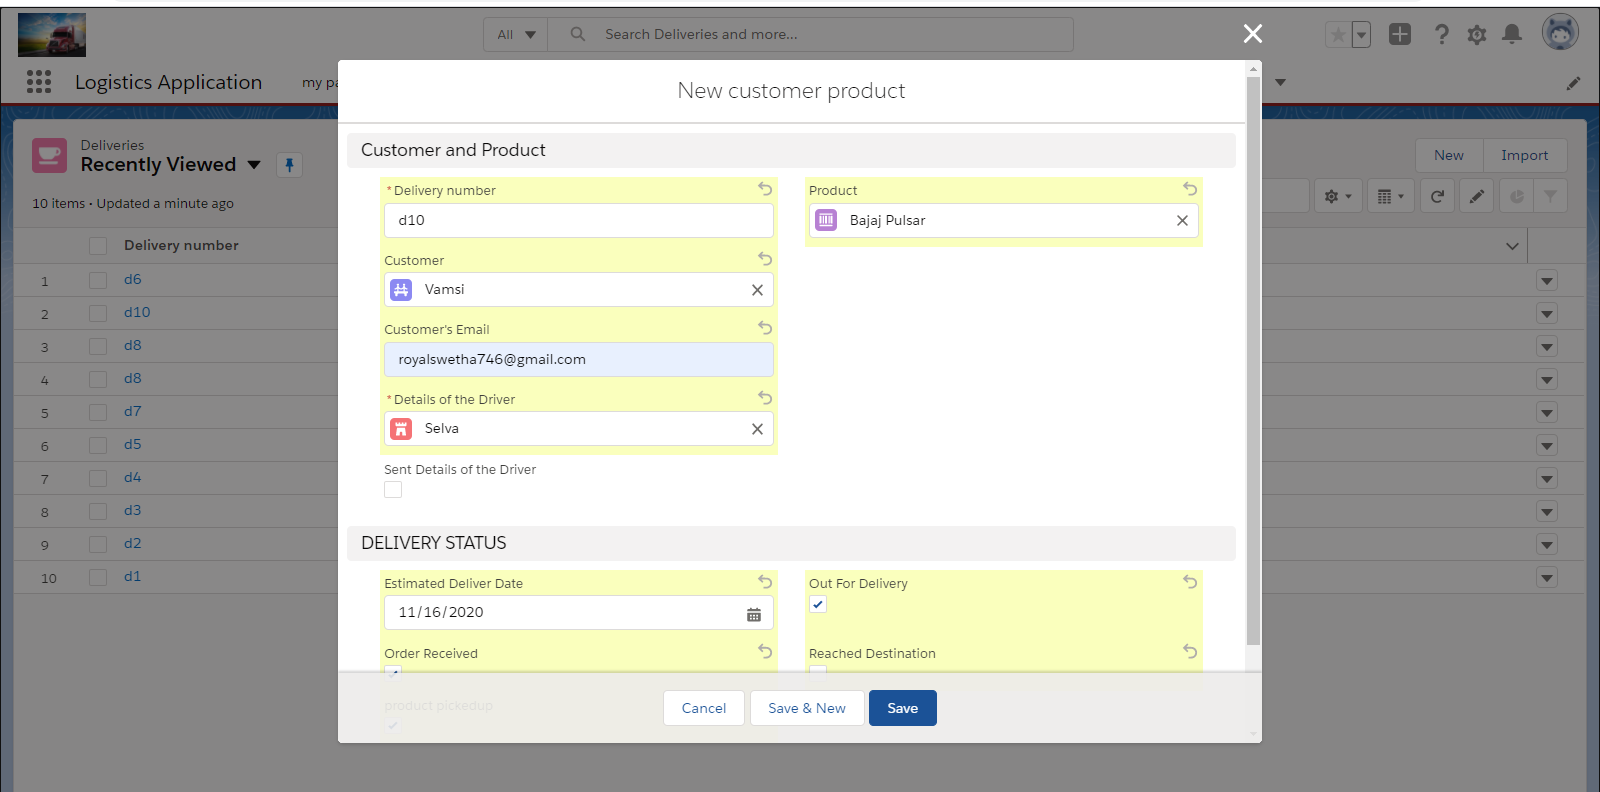 All
Search Deliveries and more...
Logistics Application
my pa
New customer product
Deliveries
Recently Viewed
10 items • Updated a minute ago
New
Import
Delivery number
1 d6
2 d10
3 d8
4 d8
5 d7
6 d5
7 d4
8 d3
9 d2
10 d1
Customer and Product
*Delivery number
d10
Product
Bajaj Pulsar
Customer
Vamsi
Customer's Email
royalswetha746@gmail.com
*Details of the Driver
Selva
Sent Details of the Driver
DELIVERY STATUS
Estimated Deliver Date
11/16/2020
Out For Delivery
Order Received
Reached Destination
product pickedup
Cancel
Save & New
Save